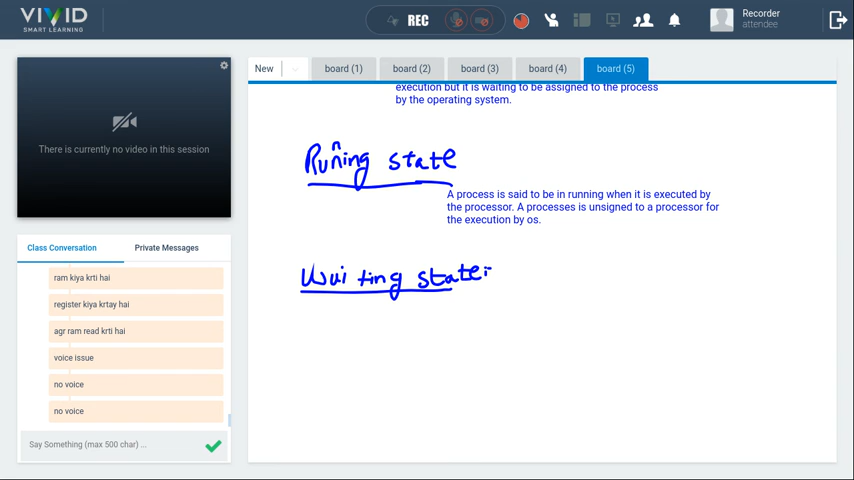 VIVID
SMART LEARNING
REC
Recorder
attendee
There is currently no video in this session
New
board (1)
board (2)
board (3)
board (4)
board (5)
execution but it is waiting to be assigned to the process
by the operating system.
Runing state
n
A process is said to be in running when it is executed by
the processor. A processes is unsigned to a processor for
the execution by os.
Waiting state:
Class Conversation
Private Messages
ram kiya krti hai
register kiya krtay hai
agr ram read krti hai
voice issue
no voice
no voice
Say Something (max 500 char) ...